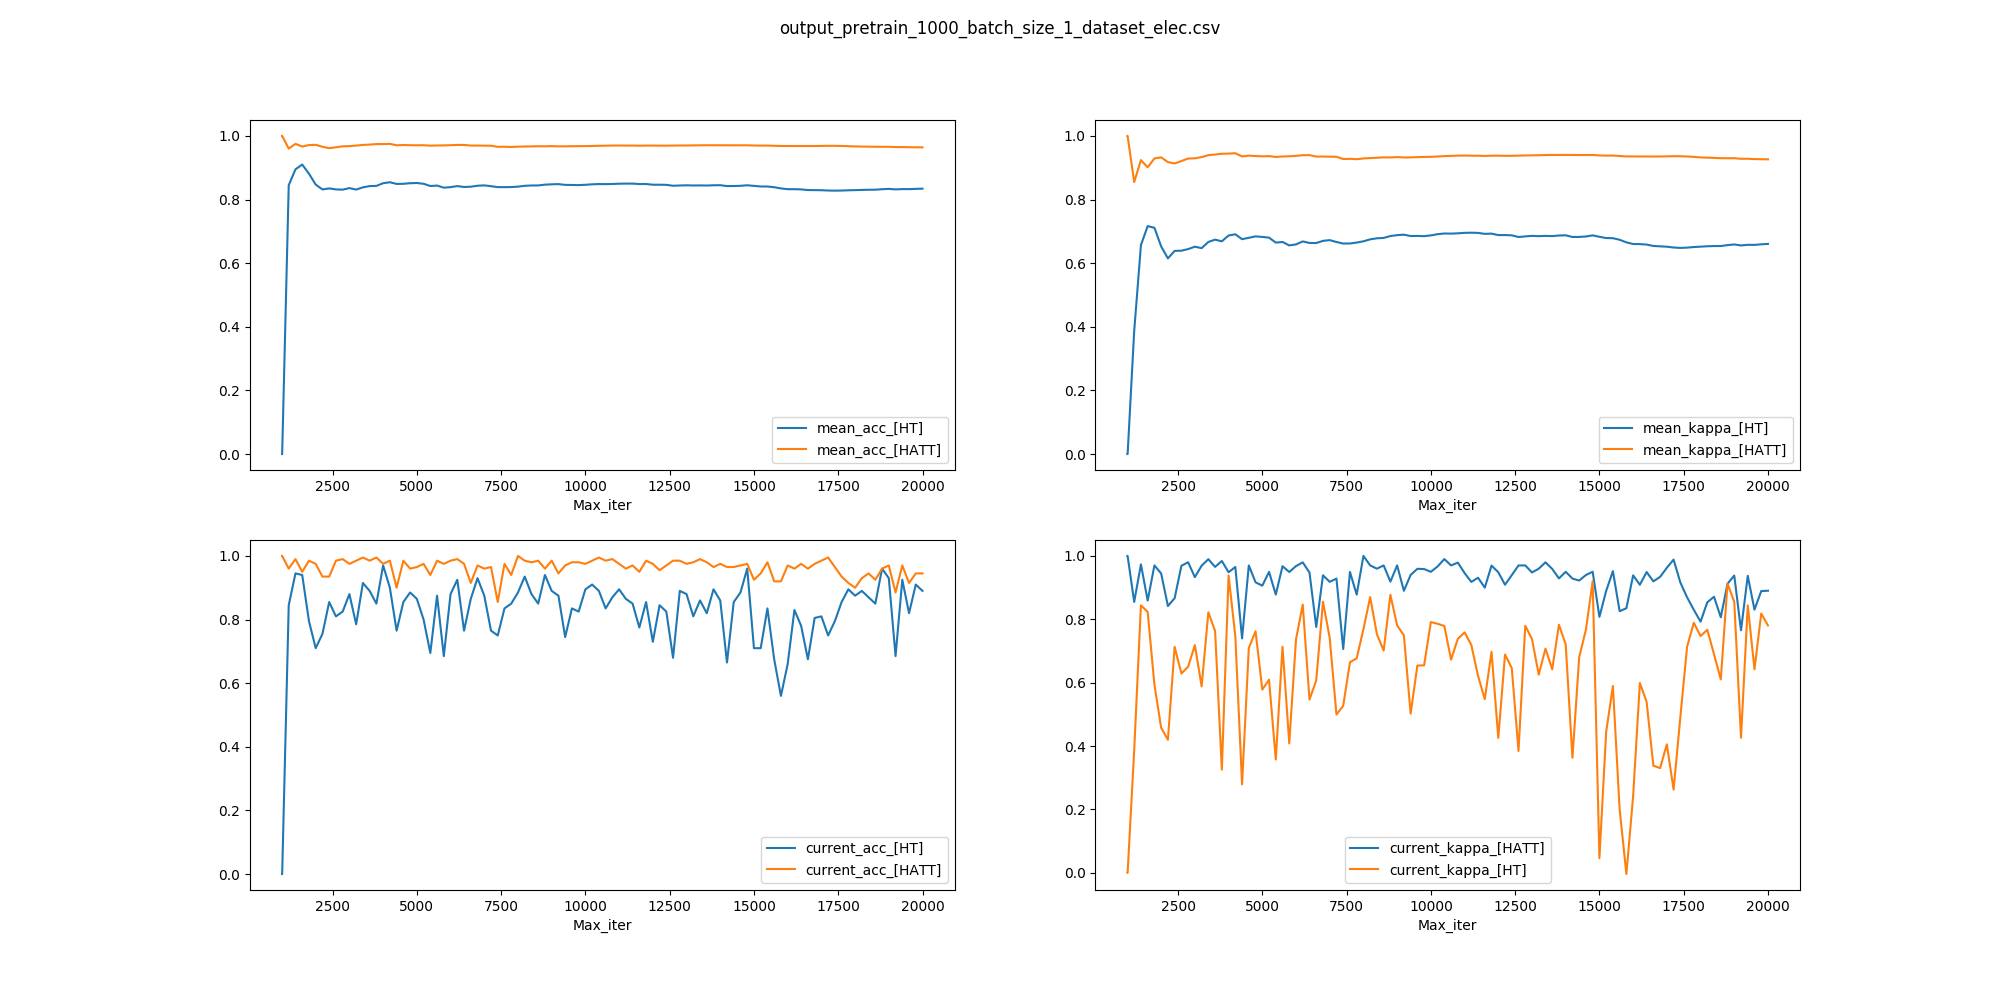 output_pretrain_1000_batch_size_1_dataset_elec.csv
1.0
0.8
0.6
0.4
0.2
0.0
mean_acc_[HT]
mean_acc_[HATT]
2500 5000 7500 10000 12500 15000 17500 20000
Max_iter
1.0
0.8
0.6
0.4
0.2
0.0
mean_kappa_[HT]
mean_kappa_[HATT]
2500 5000 7500 10000 12500 15000 17500 20000
Max_iter
1.0
0.8
0.6
0.4
0.2
0.0
current_acc_[HT]
current_acc_[HATT]
2500 5000 7500 10000 12500 15000 17500 20000
Max_iter
1.0
0.8
0.6
0.4
0.2
0.0
current_kappa_[HATT]
current_kappa_[HT]
2500 5000 7500 10000 12500 15000 17500 20000
Max_iter